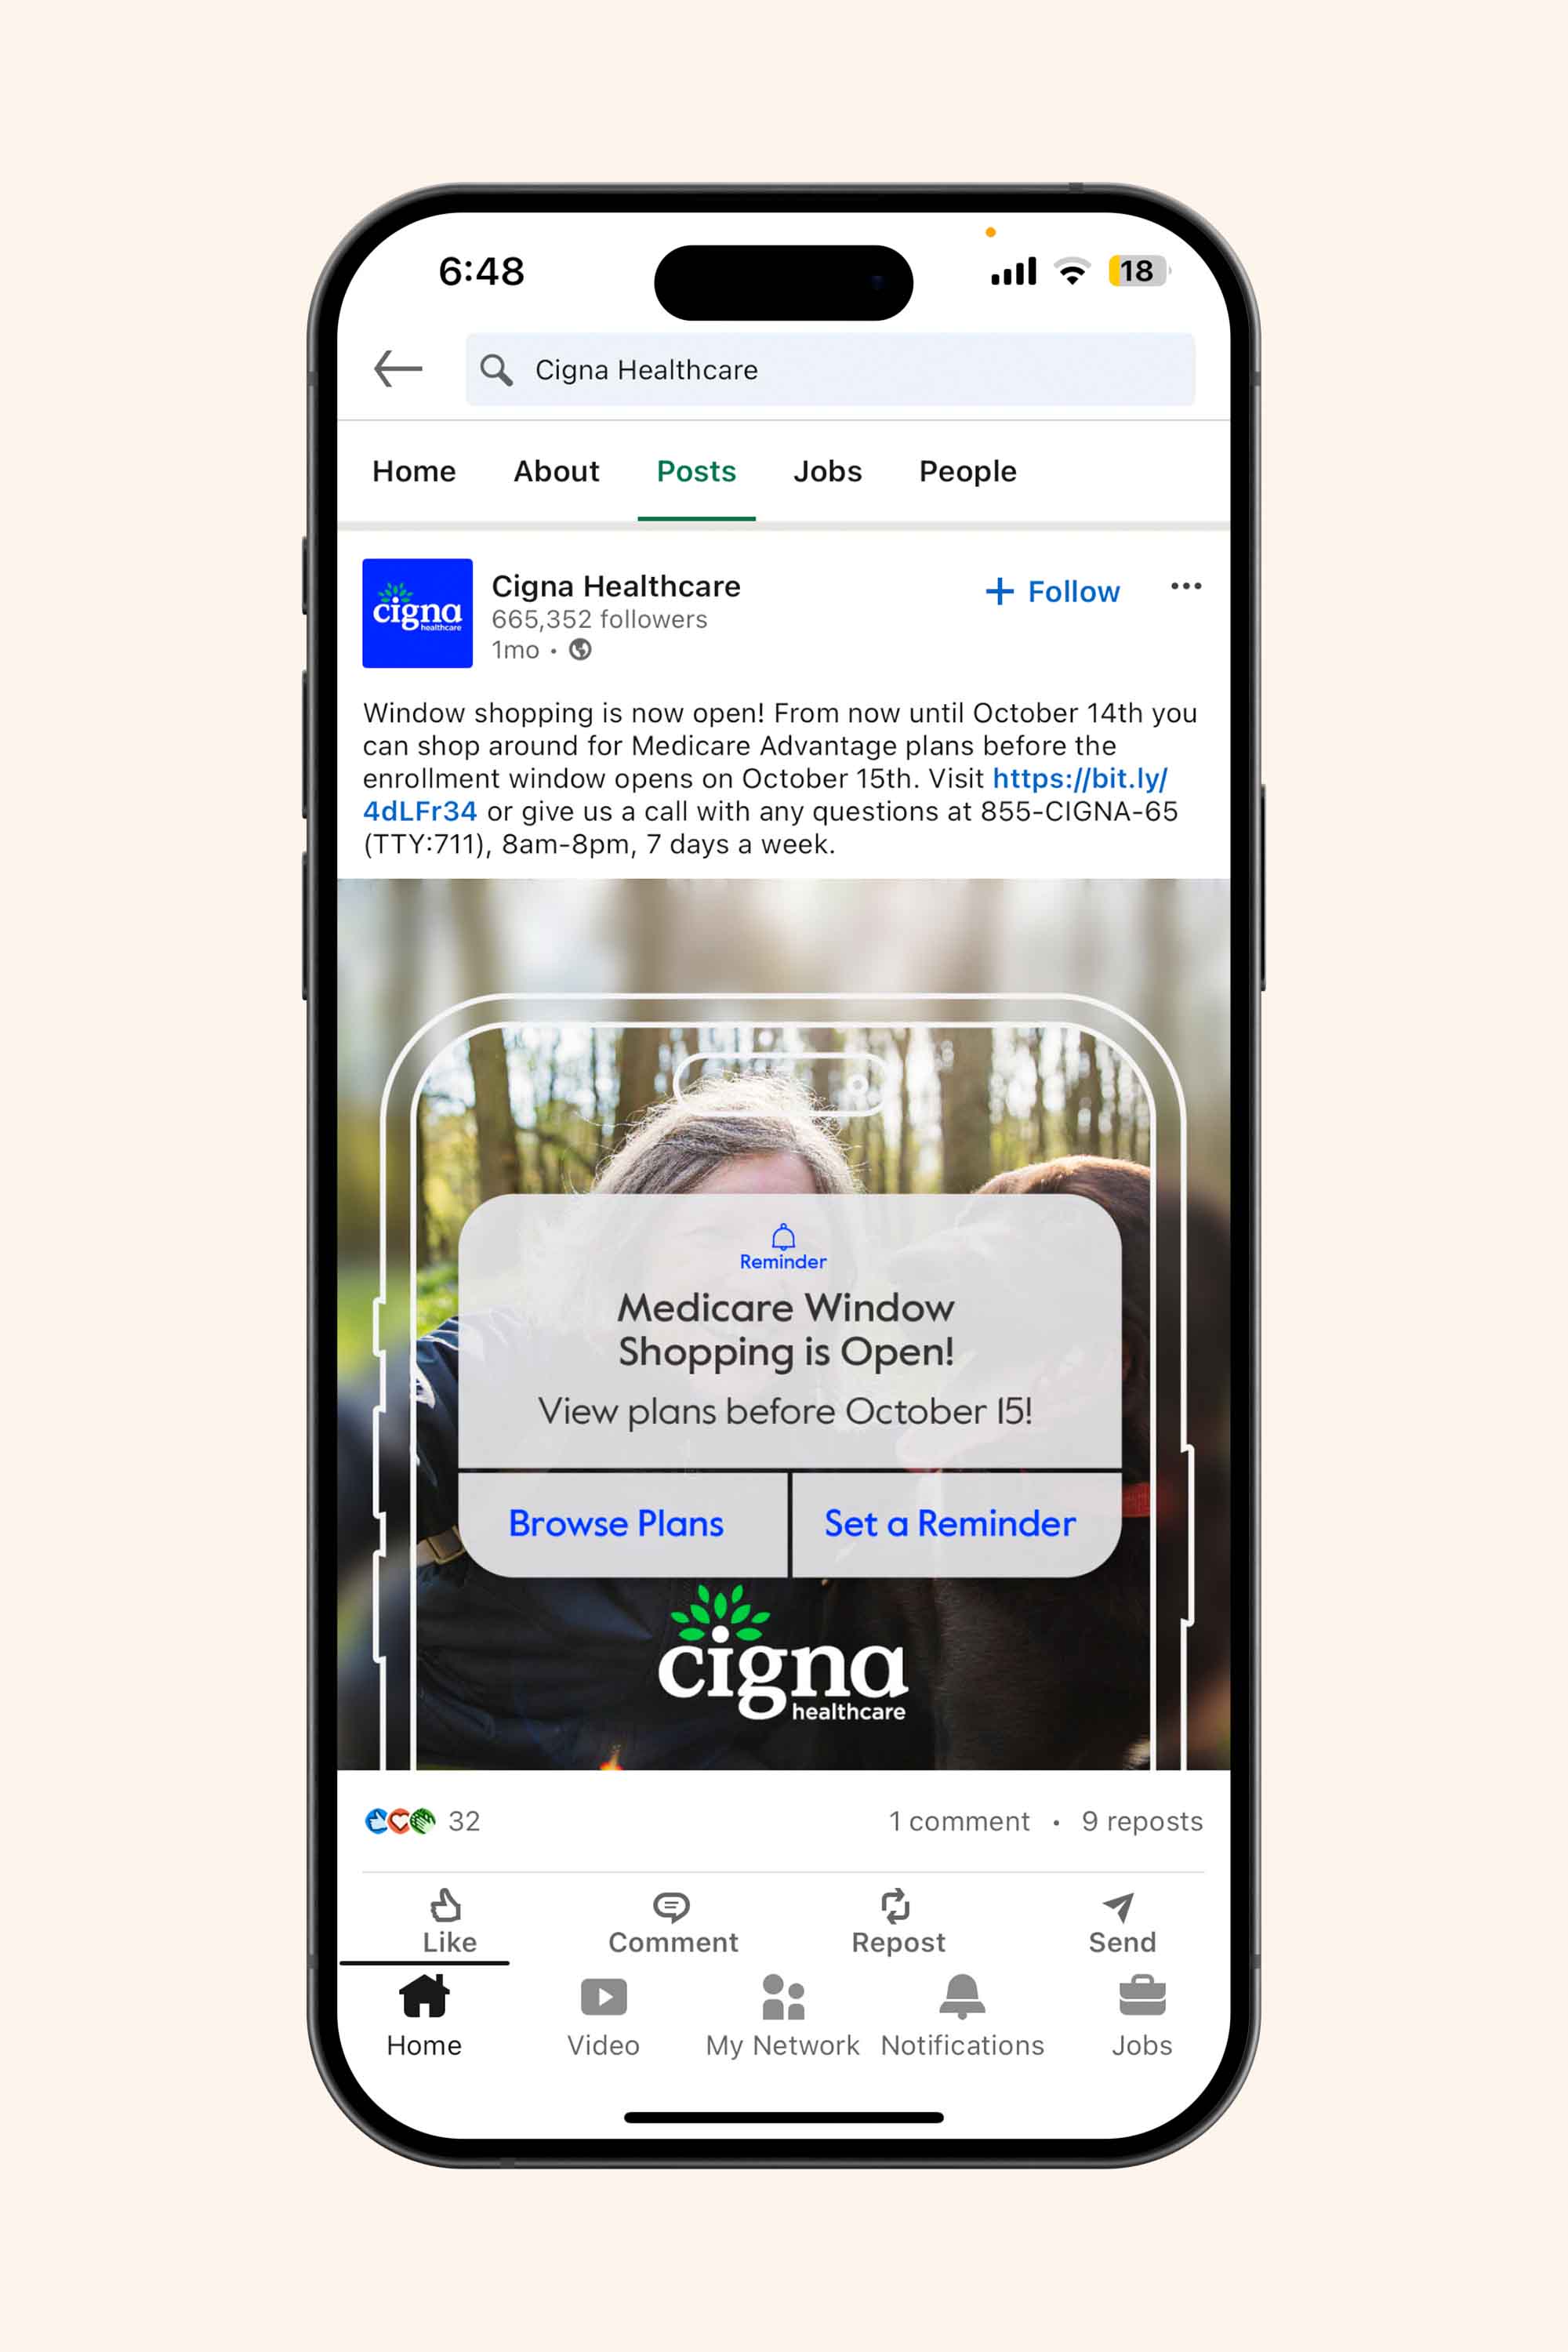 6:48
18
Cigna Healthcare
Home About Posts Jobs People
cigna
healthcare
Cigna Healthcare
+ Follow
665,352 followers
1mo •
Window shopping is now open! From now until October 14th you
can shop around for Medicare Advantage plans before the
enrollment window opens on October 15th. Visit https://bit.ly/
4dLFr34 or give us a call with any questions at 855-CIGNA-65
(TTY:711), 8am-8pm, 7 days a week.
Reminder
Medicare Window
Shopping is Open!
View plans before October 15!
Browse Plans Set a Reminder
cigna
healthcare
32 1 comment • 9 reposts
Like Comment Repost Send
Home Video My Network Notifications Jobs